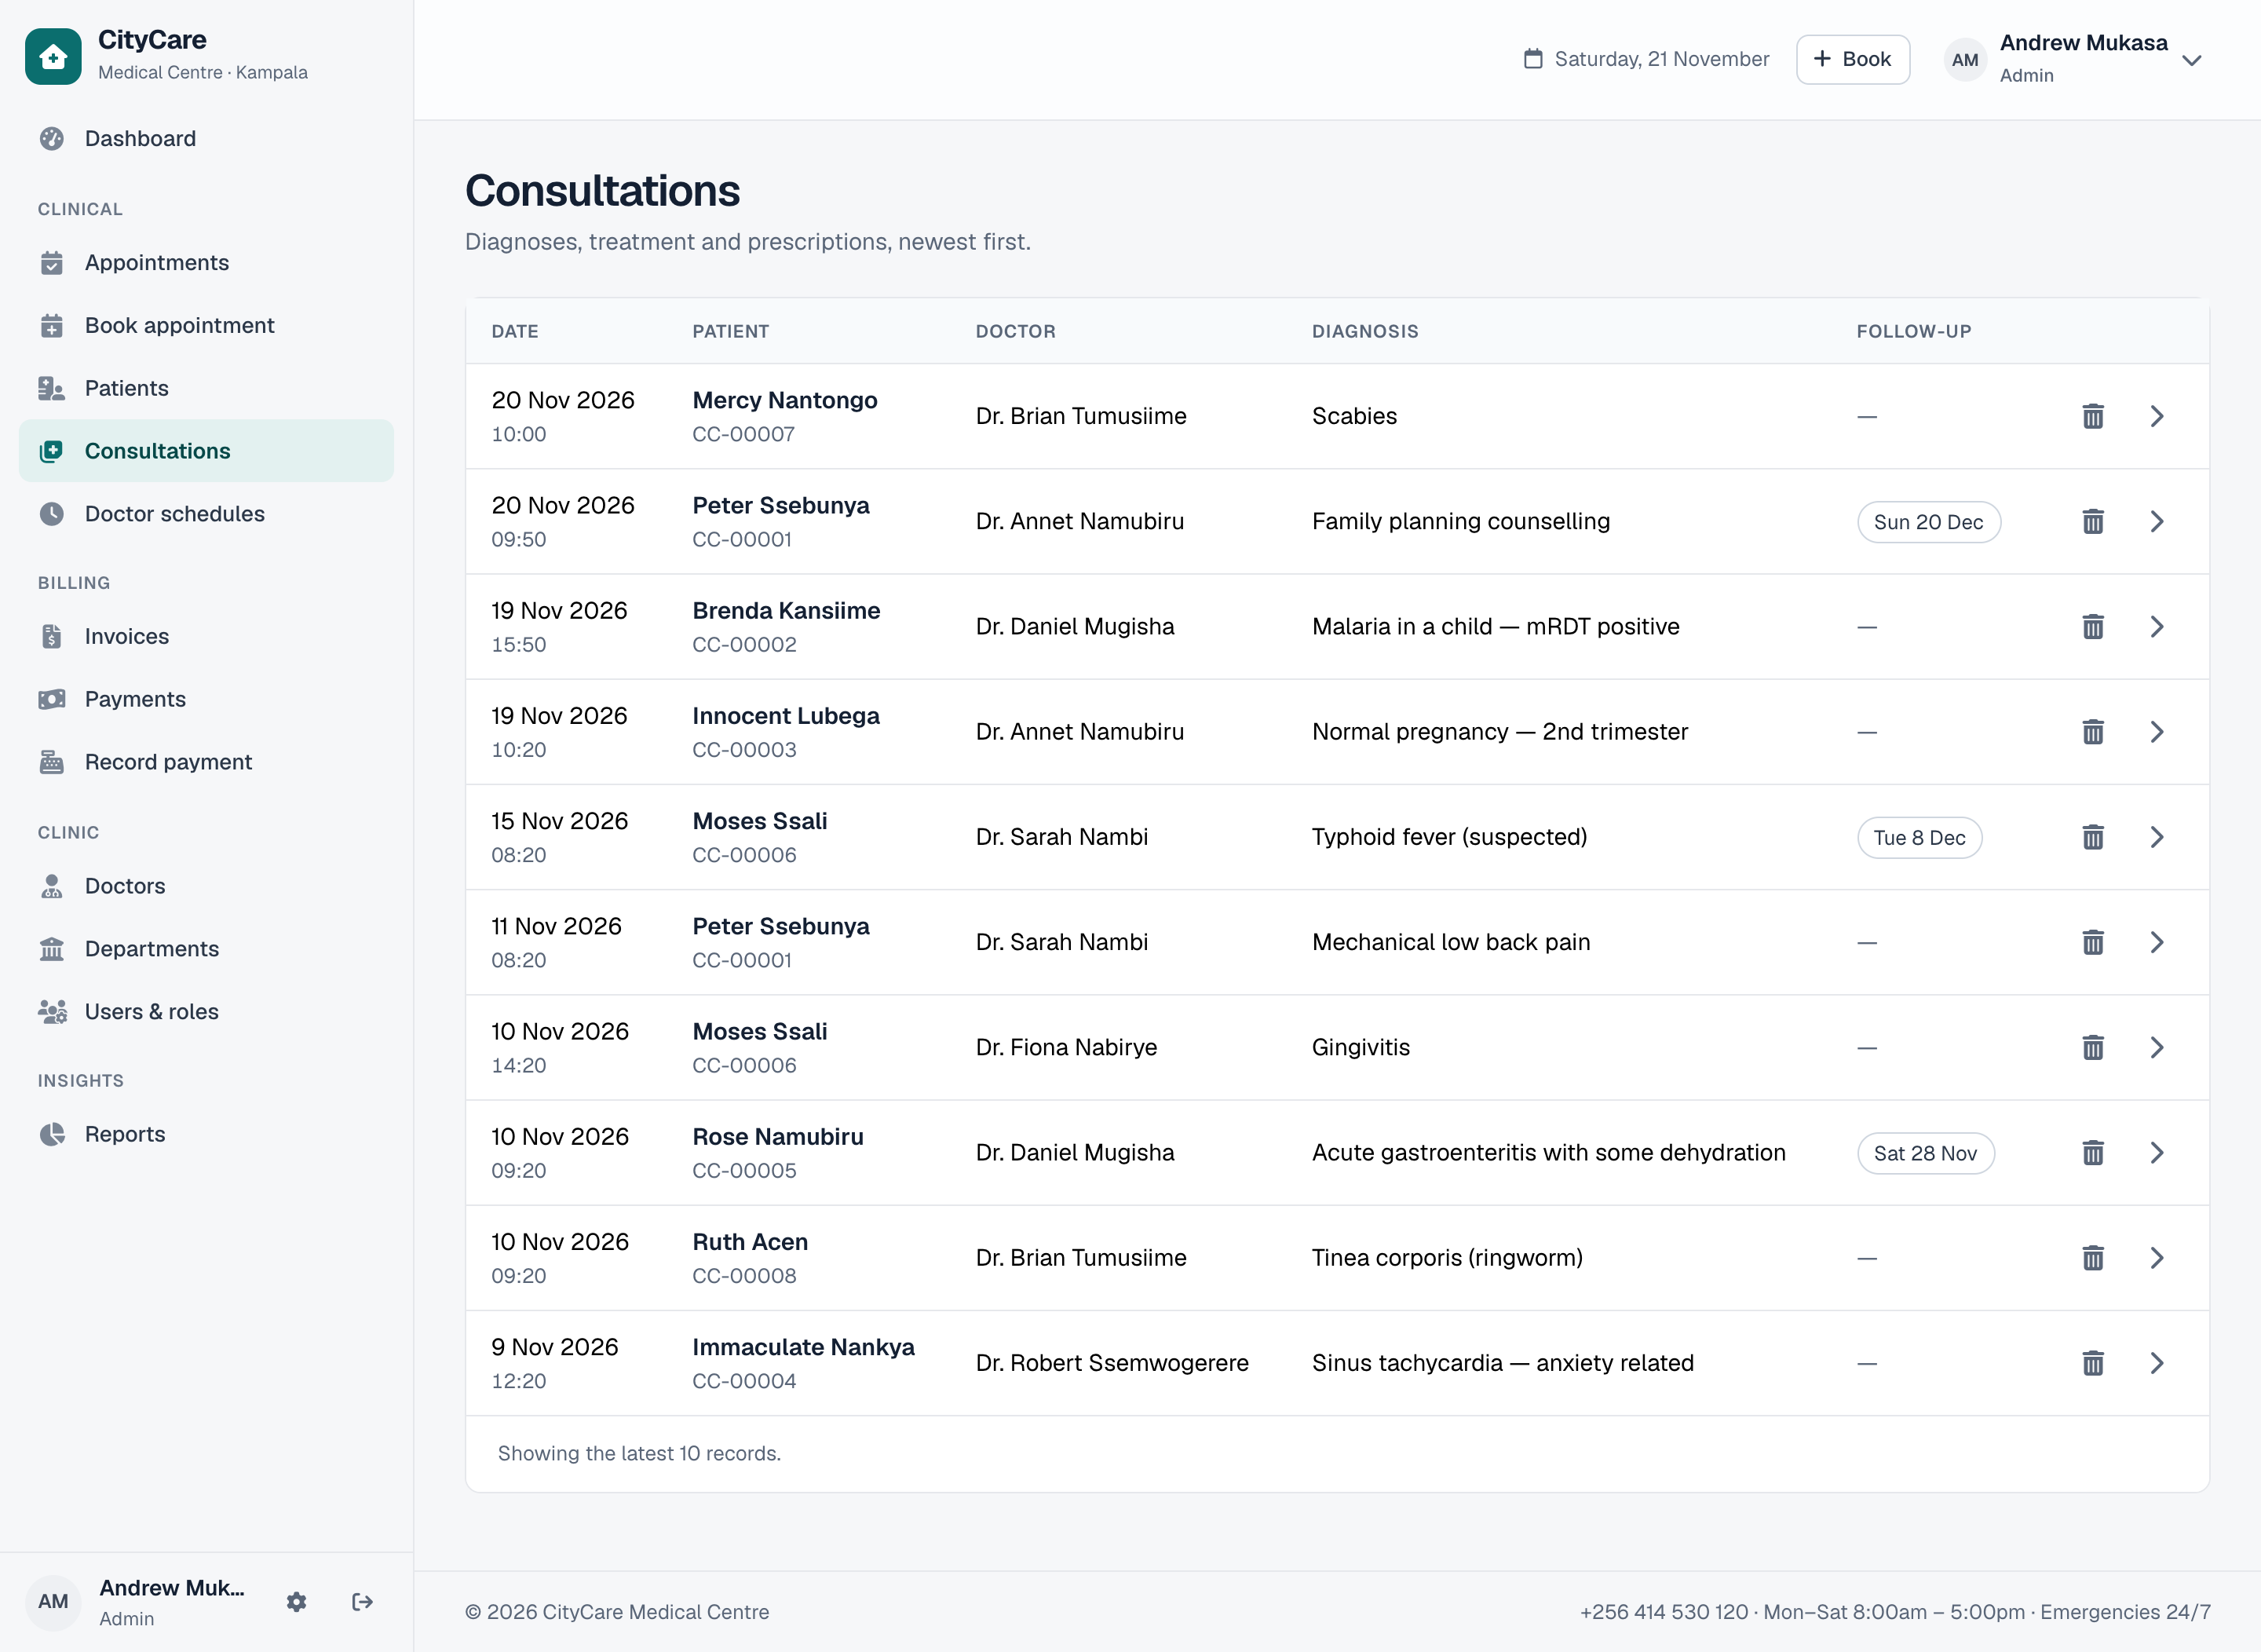 CityCare
Medical Centre · Kampala
Dashboard
CLINICAL
Appointments
Book appointment
Patients
Consultations
Doctor schedules
BILLING
Invoices
Payments
Record payment
CLINIC
Doctors
Departments
Users & roles
INSIGHTS
Reports
AM
Andrew Muk...
Admin
Saturday, 21 November
+ Book
AM
Andrew Mukasa
Admin
Consultations
Diagnoses, treatment and prescriptions, newest first.
DATE PATIENT DOCTOR DIAGNOSIS FOLLOW-UP
20 Nov 2026 Mercy Nantongo Dr. Brian Tumusiime Scabies —
10:00 CC-00007
20 Nov 2026 Peter Ssebunya Dr. Annet Namubiru Family planning counselling Sun 20 Dec
09:50 CC-00001
19 Nov 2026 Brenda Kansiime Dr. Daniel Mugisha Malaria in a child — mRDT positive —
15:50 CC-00002
19 Nov 2026 Innocent Lubega Dr. Annet Namubiru Normal pregnancy — 2nd trimester —
10:20 CC-00003
15 Nov 2026 Moses Ssali Dr. Sarah Nambi Typhoid fever (suspected) Tue 8 Dec
08:20 CC-00006
11 Nov 2026 Peter Ssebunya Dr. Sarah Nambi Mechanical low back pain —
08:20 CC-00001
10 Nov 2026 Moses Ssali Dr. Fiona Nabirye Gingivitis —
14:20 CC-00006
10 Nov 2026 Rose Namubiru Dr. Daniel Mugisha Acute gastroenteritis with some dehydration Sat 28 Nov
09:20 CC-00005
10 Nov 2026 Ruth Acen Dr. Brian Tumusiime Tinea corporis (ringworm) —
09:20 CC-00008
9 Nov 2026 Immaculate Nankya Dr. Robert Ssemwogerere Sinus tachycardia — anxiety related —
12:20 CC-00004
Showing the latest 10 records.
© 2026 CityCare Medical Centre
+256 414 530 120 · Mon–Sat 8:00am – 5:00pm · Emergencies 24/7